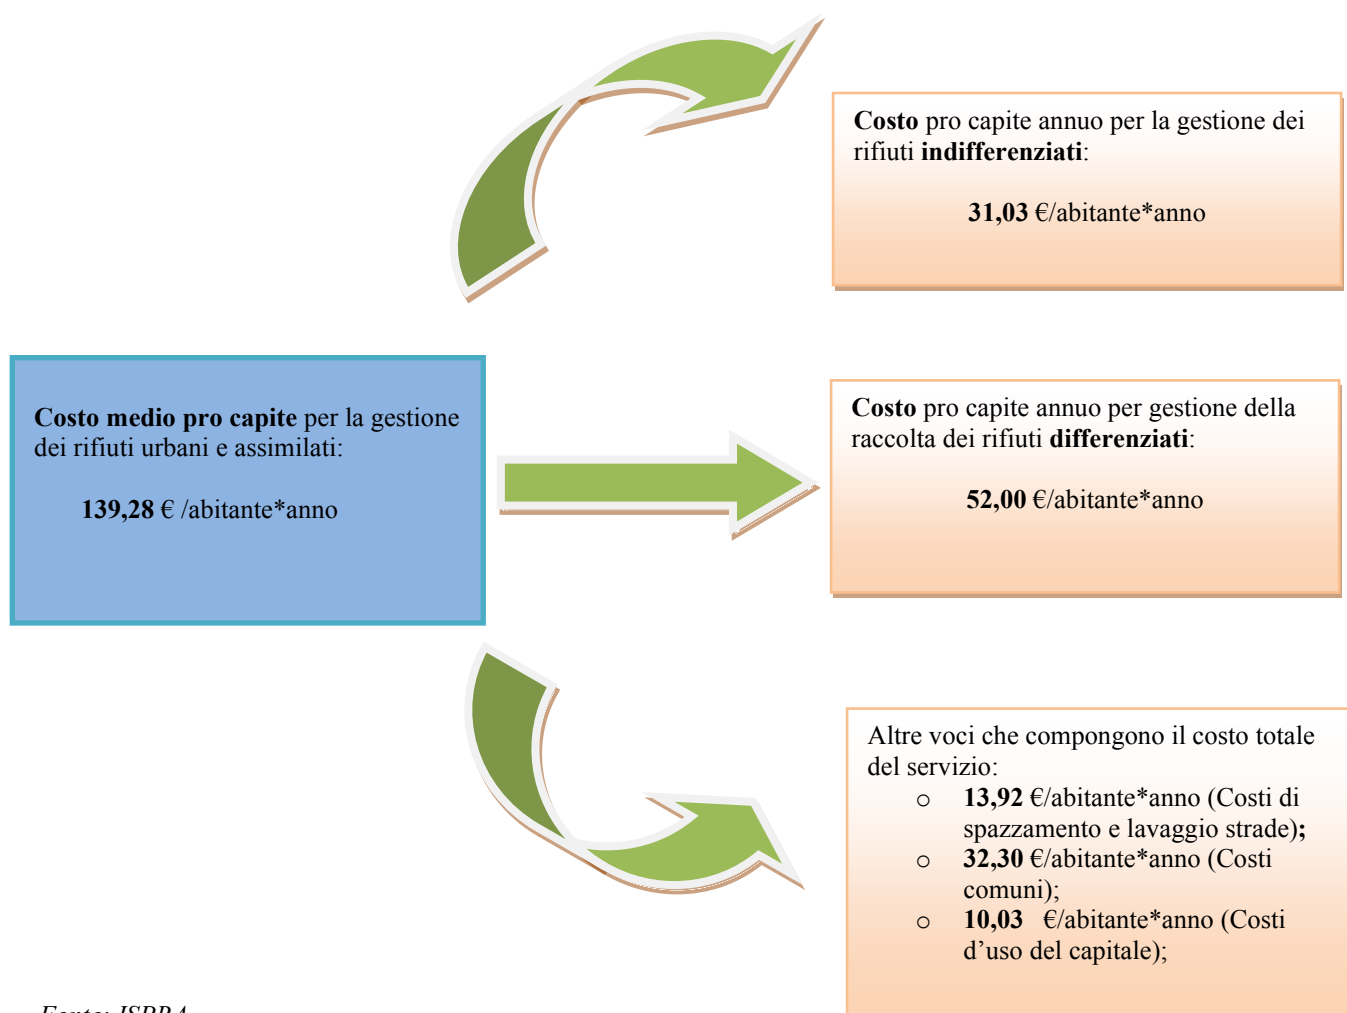 Costo pro capite annuo per la gestione dei
rifiuti indifferenziati:
31,03 €/abitante*anno
Costo medio pro capite per la gestione
dei rifiuti urbani e assimilati:
139,28 € /abitante*anno
Costo pro capite annuo per gestione della
raccolta dei rifiuti differenziati:
52,00 €/abitante*anno
Altre voci che compongono il costo totale
del servizio:
o 13,92 €/abitante*anno (Costi di
spazzamento e lavaggio strade);
o 32,30 €/abitante*anno (Costi
comuni);
o 10,03 €/abitante*anno (Costi
d’uso del capitale);
Fonte: ISPRA